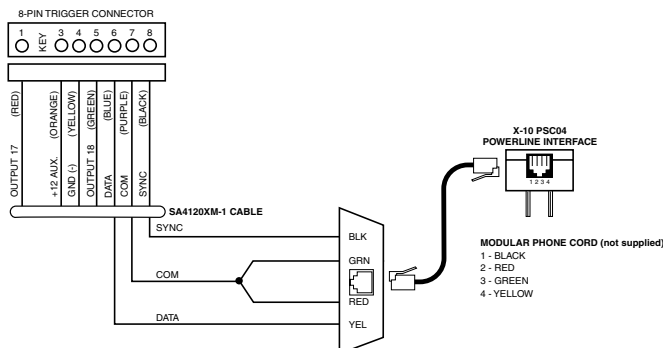 8-PIN TRIGGER CONNECTOR
1 KEY 3 4 5 6 7 8
OUTPUT 17 (RED)
+12 AUX. (ORANGE)
GND (-) (YELLOW)
OUTPUT 18 (GREEN)
DATA (BLUE)
COM (PURPLE)
SYNC (BLACK)
SA4120XM-1 CABLE
SYNC
COM
DATA
BLK
GRN
RED
YEL
X-10 PSC04
POWERLINE INTERFACE
1 2 3 4
MODULAR PHONE CORD (not supplied)
1 - BLACK
2 - RED
3 - GREEN
4 - YELLOW